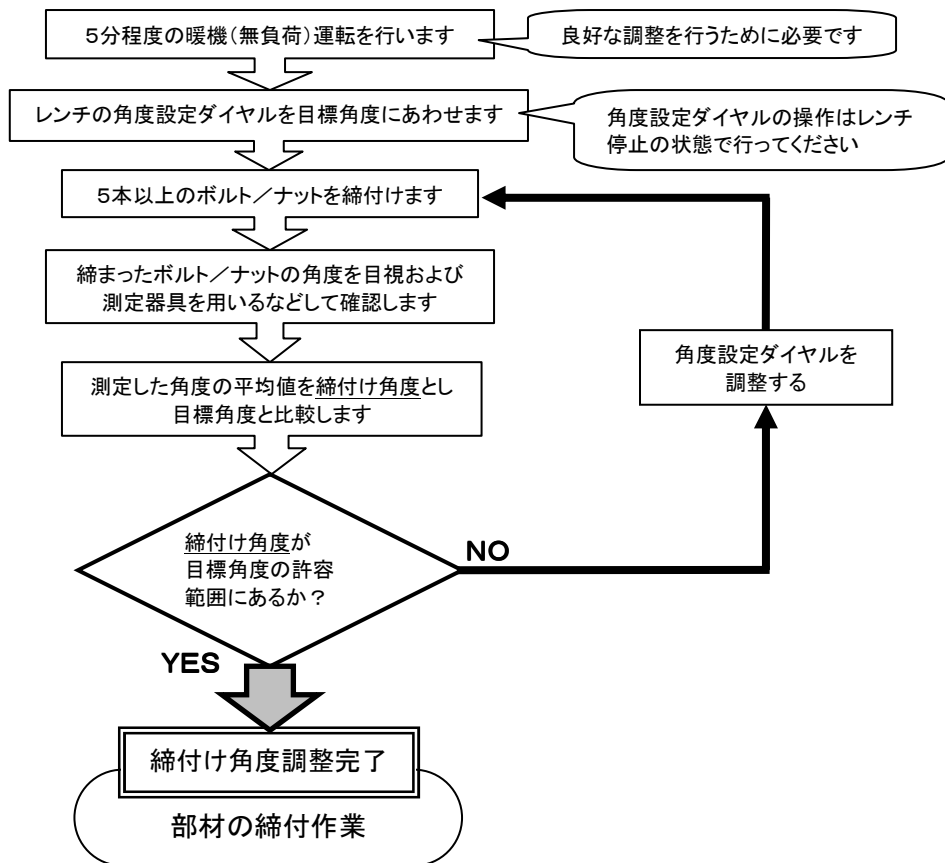 5分程度の暖機(無負荷)運転を行います
良好な調整を行うために必要です
レンチの角度設定ダイヤルを目標角度にあわせます
角度設定ダイヤルの操作はレンチ
停止の状態で行ってください
5本以上のボルト/ナットを締付けます
締まったボルト/ナットの角度を目視および
測定器具を用いるなどして確認します
角度設定ダイヤルを
調整する
測定した角度の平均値を締付け角度とし
目標角度と比較します
締付け角度が
目標角度の許容
範囲にあるか?
NO
YES
締付け角度調整完了
部材の締付作業